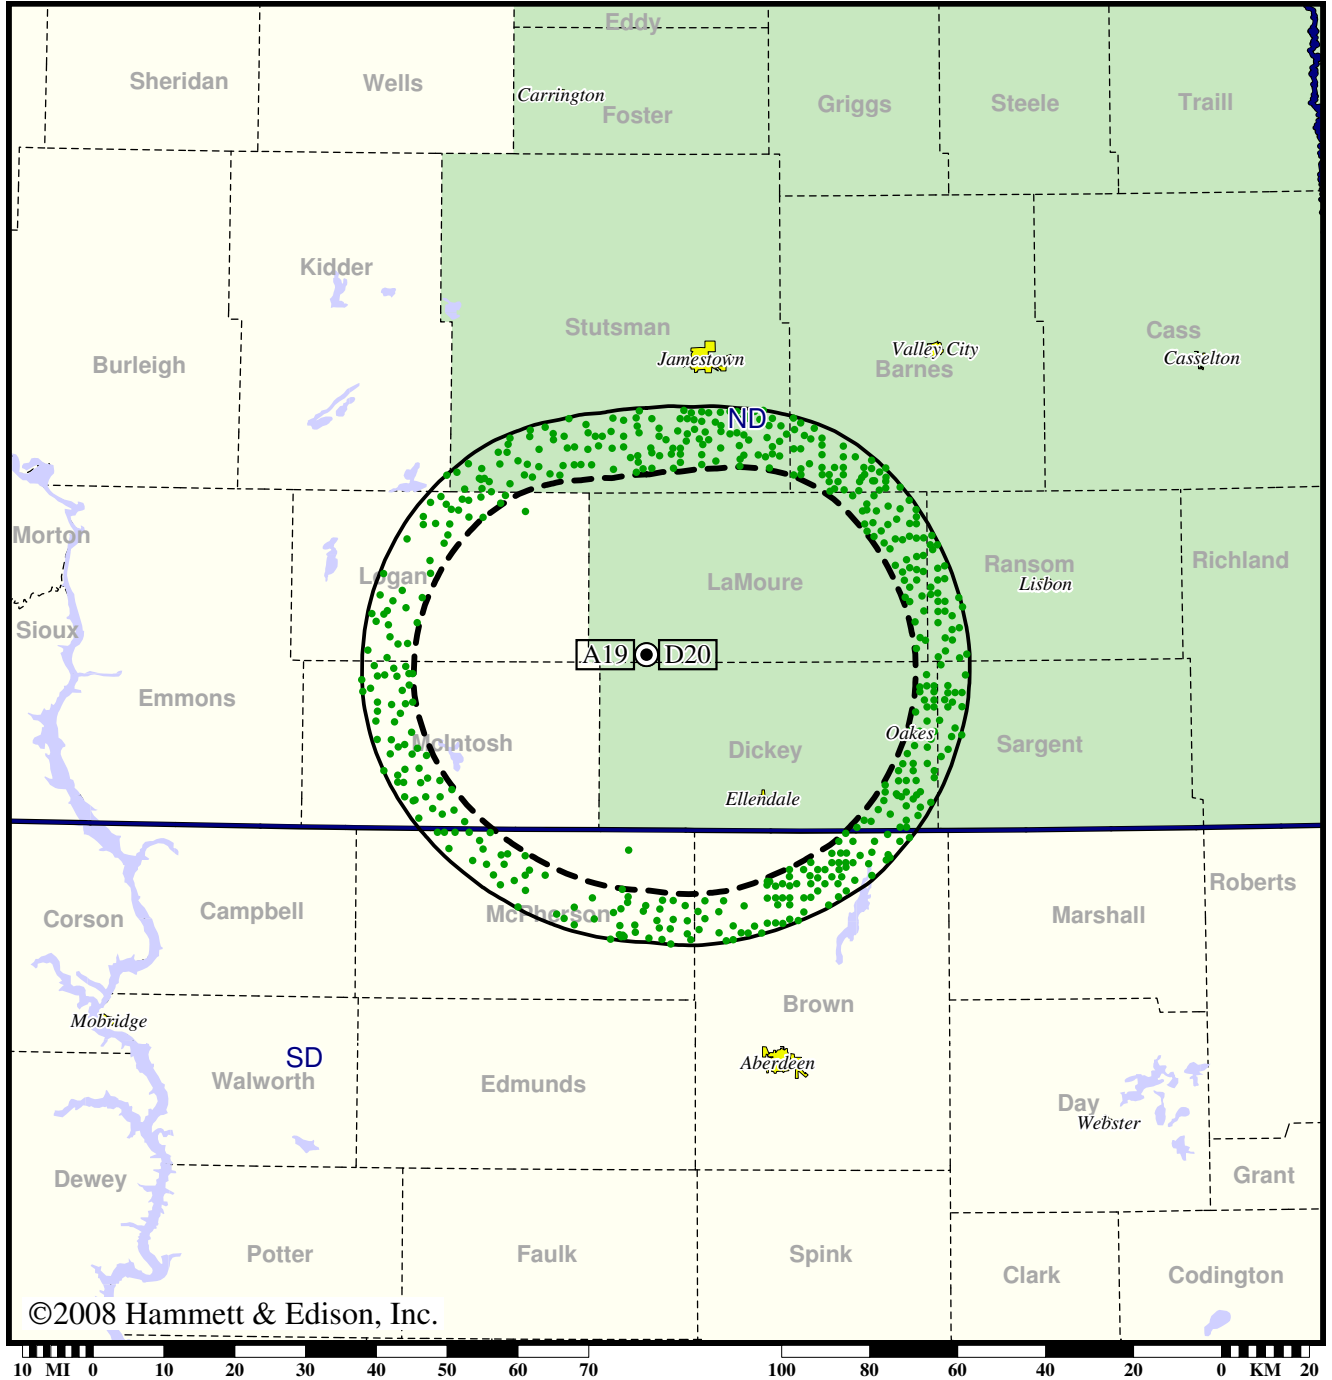 Eddy
Sheridan
Wells
Carrington
Foster
Griggs
Steele
Traill
Kidder
Stutsman
Jamestown
Valley City
Barnes
Cass
Casselton
Burleigh
ND
Morton
Logan
LaMoure
Ransom
Lisbon
Richland
Sioux
A19
D20
Emmons
McIntosh
Dickey
Oakes
Sargent
Ellendale
Corson
Campbell
McPherson
Marshall
Roberts
Brown
Mobridge
SD
Walworth
Edmunds
Aberdeen
Day
Webster
Dewey
Grant
Potter
Faulk
Spink
Clark
Codington
©2008 Hammett & Edison, Inc.
10 MI 0 10 20 30 40 50 60 70 100 80 60 40 20 0 KM 20